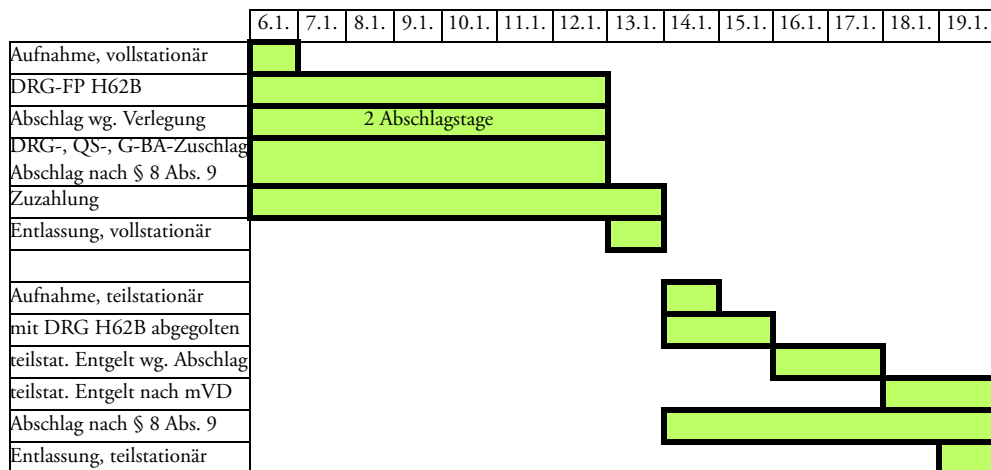 6.1. 7.1. 8.1. 9.1. 10.1. 11.1. 12.1. 13.1. 14.1. 15.1. 16.1. 17.1. 18.1. 19.1.
Aufnahme, vollstationär
DRG-FP H62B
Abschlag wg. Verlegung 2 Abschlagstage
DRG-, QS-, G-BA-Zuschlag
Abschlag nach § 8 Abs. 9
Zuzahlung
Entlassung, vollstationär
Aufnahme, teilstationär
mit DRG H62B abgegolten
teilstat. Entgelt wg. Abschlag
teilstat. Entgelt nach mVD
Abschlag nach § 8 Abs. 9
Entlassung, teilstationär